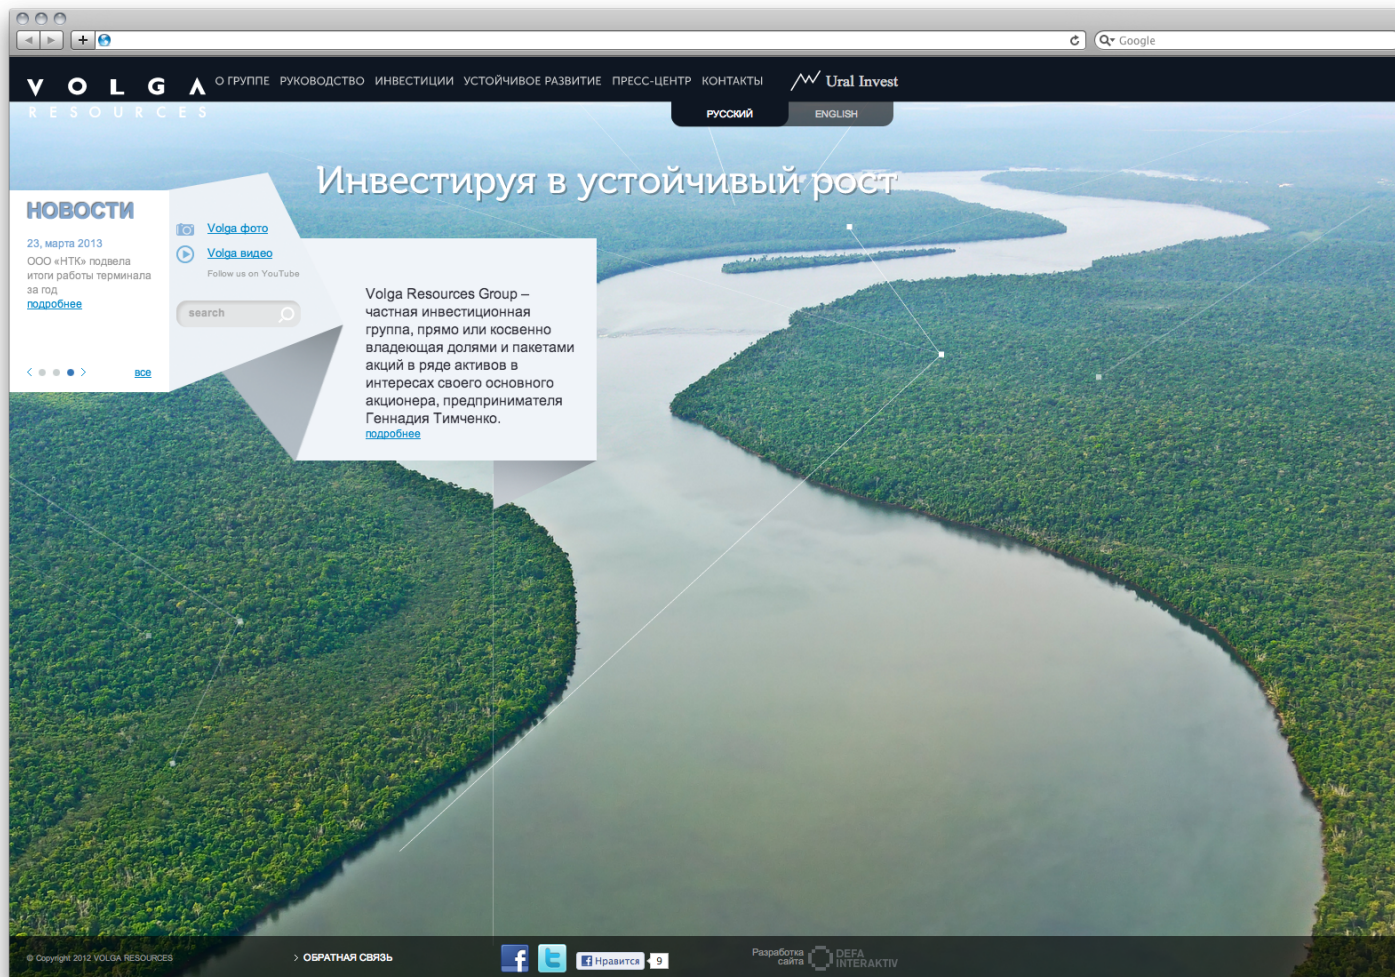 Google
VOLGA
RESOURCES
О ГРУППЕ РУКОВОДСТВО ИНВЕСТИЦИИ УСТОЙЧИВОЕ РАЗВИТИЕ ПРЕСС-ЦЕНТР КОНТАКТЫ
Ural Invest
РУССКИЙ ENGLISH
Инвестируя в устойчивый рост
НОВОСТИ
23, марта 2013
ООО «НТК» подвела
итоги работы терминала
за год
подробнее
все
Volga фото
Volga видео
Follow us on YouTube
search
Volga Resources Group –
частная инвестиционная
группа, прямо или косвенно
владеющая долями и пакетами
акций в ряде активов в
интересах своего основного
акционера, предпринимателя
Геннадия Тимченко.
подробнее
© Copyright 2012 VOLGA RESOURCES
> ОБРАТНАЯ СВЯЗЬ
Нравится 9
Разработка
сайта
DEFA
INTERAKTIV